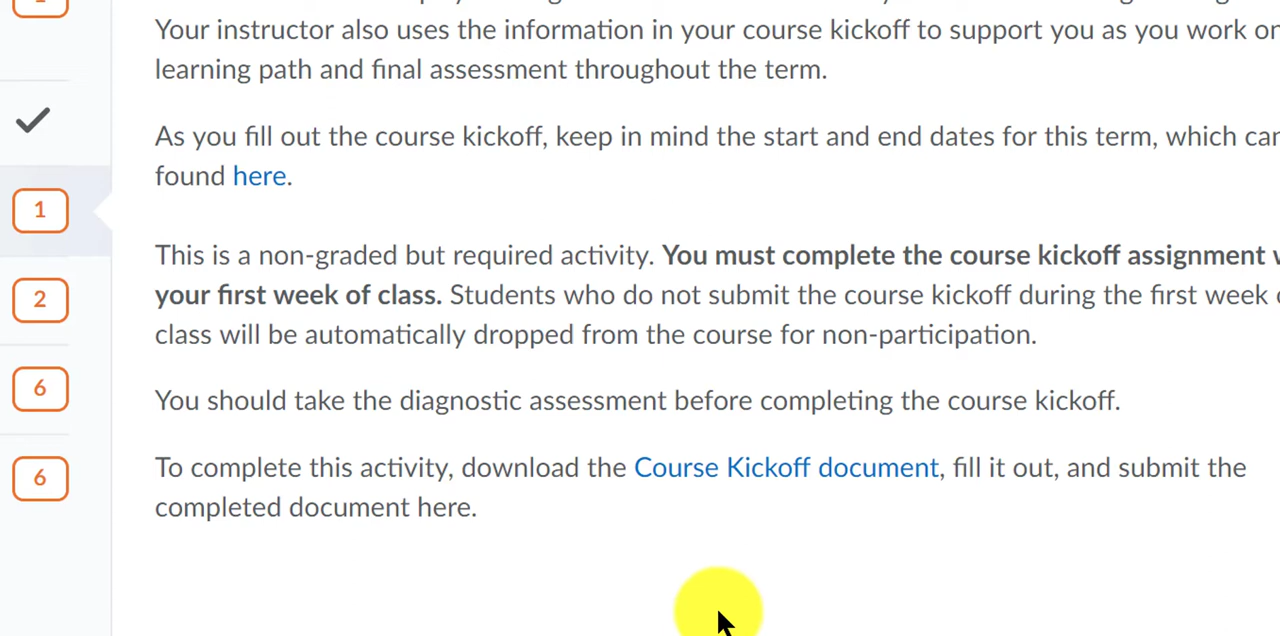 1
Your instructor also uses the information in your course kickoff to support you as you work on
learning path and final assessment throughout the term.
As you fill out the course kickoff, keep in mind the start and end dates for this term, which can
found here.
1
This is a non-graded but required activity. You must complete the course kickoff assignment
2
your first week of class. Students who do not submit the course kickoff during the first week
class will be automatically dropped from the course for non-participation.
6
You should take the diagnostic assessment before completing the course kickoff.
6
To complete this activity, download the Course Kickoff document, fill it out, and submit the
completed document here.